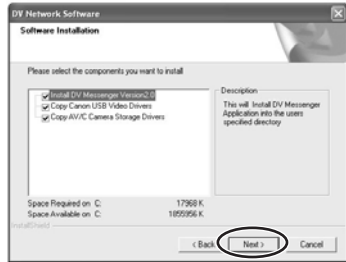 DV Network Software
Software Installation
Please select the components you want to install
Install DV Messenger Version2.0
Copy Canon USB Video Drivers
Copy AV/C Camera Storage Drivers
Description
This will Install DV Messenger
Application into the users
specified directory
Space Required on C: 17968 K
Space Available on C: 1855956 K
InstallShield
< Back
Next >
Cancel